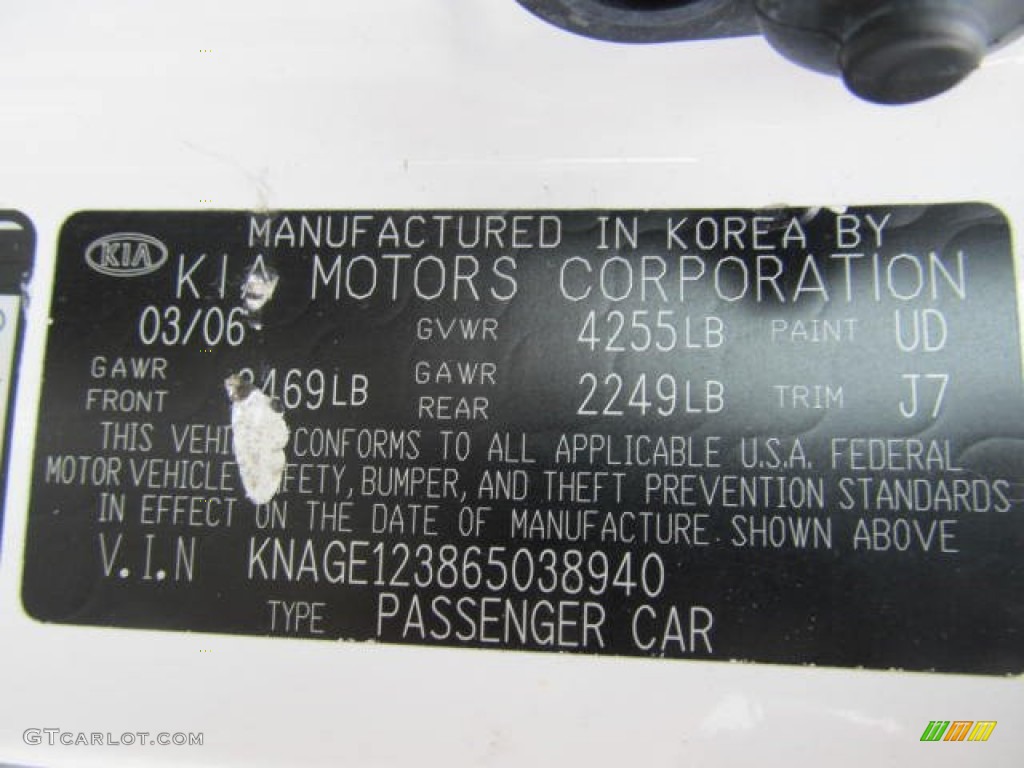 MANUFACTURED IN KOREA BY
KIA
KIA MOTORS CORPORATION
03/06 GVWR 4255LB PAINT UD
GAWR FRONT 469LB GAWR REAR 2249LB TRIM J7
THIS CONFORMS TO ALL APPLICABLE U.S.A. FEDERAL
MOTOR VEHICLE SAFETY, BUMPER, AND THEFT PREVENTION STANDARDS
IN EFFECT ON THE DATE OF MANUFACTURE SHOWN ABOVE
V.I.N KNAGE123865038940
TYPE PASSENGER CAR
GTCARLOT.COM